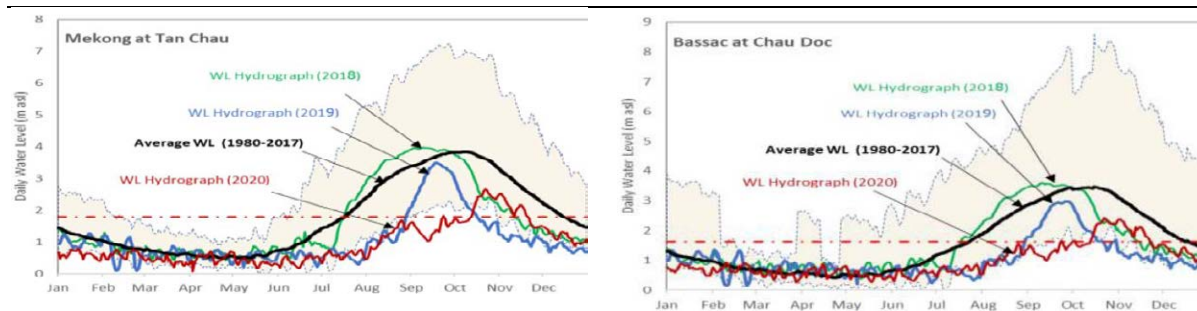 Mekong at Tan Chau
WL Hydrograph (2018)
WL Hydrograph (2019)
Average WL (1980-2017)
WL Hydrograph (2020)
Daily Water Level (m asl)
8
7
6
5
4
3
2
1
0
Jan Feb Mar Apr May Jun Jul Aug Sep Oct Nov Dec
Bassac at Chau Doc
WL Hydrograph (2018)
WL Hydrograph (2019)
Average WL (1980-2017)
WL Hydrograph (2020)
Daily Water Level (m asl)
9
8
7
6
5
4
3
2
1
0
Jan Feb Mar Apr May Jun Jul Aug Sep Oct Nov Dec